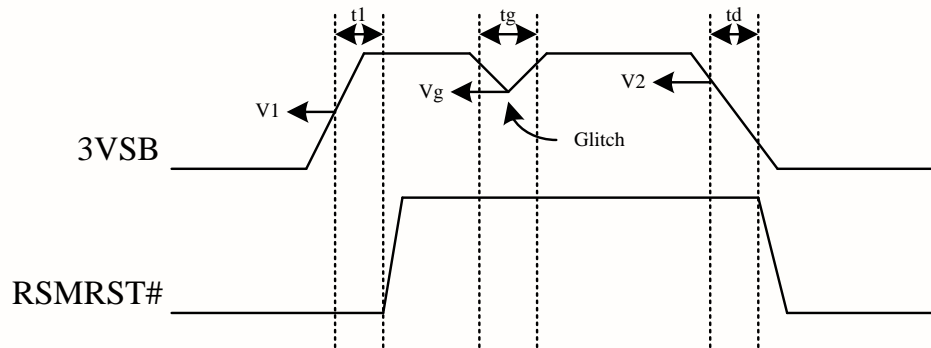 t1
tg
td
V1
Vg
V2
Glitch
3VSB
RSMRST#